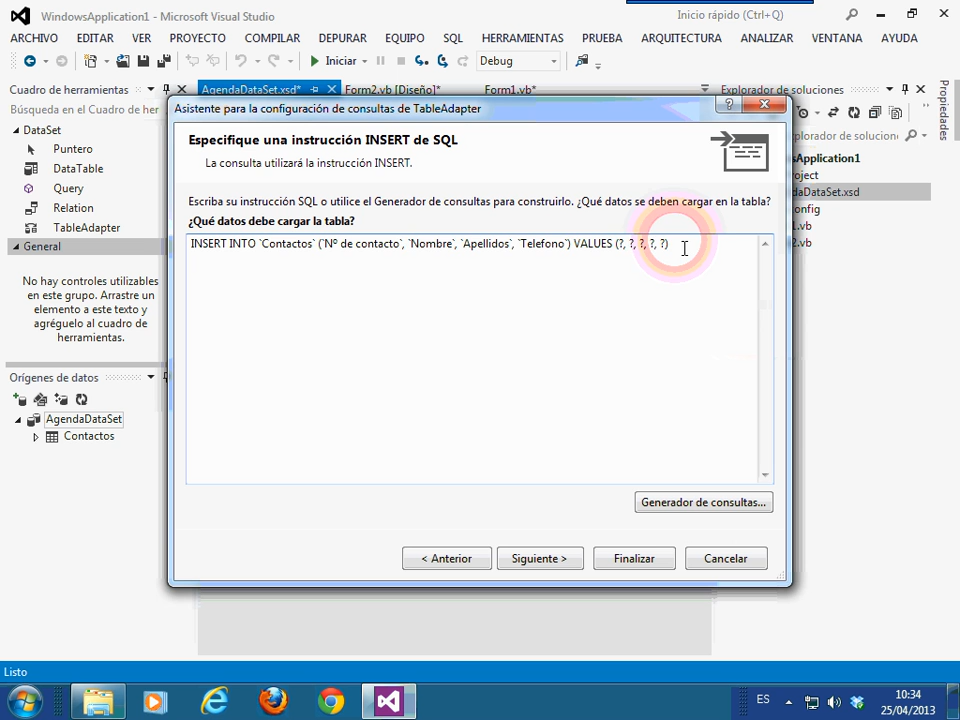 WindowsApplication1 - Microsoft Visual Studio
Inicio rápido (Ctrl+Q)
ARCHIVO EDITAR VER PROYECTO COMPILAR DEPURAR EQUIPO SQL HERRAMIENTAS PRUEBA ARQUITECTURA ANALIZAR VENTANA AYUDA
Iniciar Debug
Cuadro de herramientas
AgendaDataSet.xsd* Form2.vb [Diseño]* Form1.vb*
Explorador de soluciones
Propiedades
Búsqueda en el Cuadro de her
DataSet
Puntero
DataTable
Query
Relation
TableAdapter
General
No hay controles utilizables
en este grupo. Arrastre un
elemento a este texto y
agréguelo al cuadro de
herramientas.
Orígenes de datos
AgendaDataSet
Contactos
Asistente para la configuración de consultas de TableAdapter
Especifique una instrucción INSERT de SQL
La consulta utilizará la instrucción INSERT.
Escriba su instrucción SQL o utilice el Generador de consultas para construirlo. ¿Qué datos se deben cargar en la tabla?
¿Qué datos debe cargar la tabla?
INSERT INTO `Contactos` (`Nº de contacto`, `Nombre`, `Apellidos`, `Telefono`) VALUES (?, ?, ?, ?, ?)
Generador de consultas...
< Anterior Siguiente > Finalizar Cancelar
plorador de solucion
sApplication1
oject
daDataSet.xsd
onfig
1.vb
2.vb
Listo
ES
10:34
25/04/2013